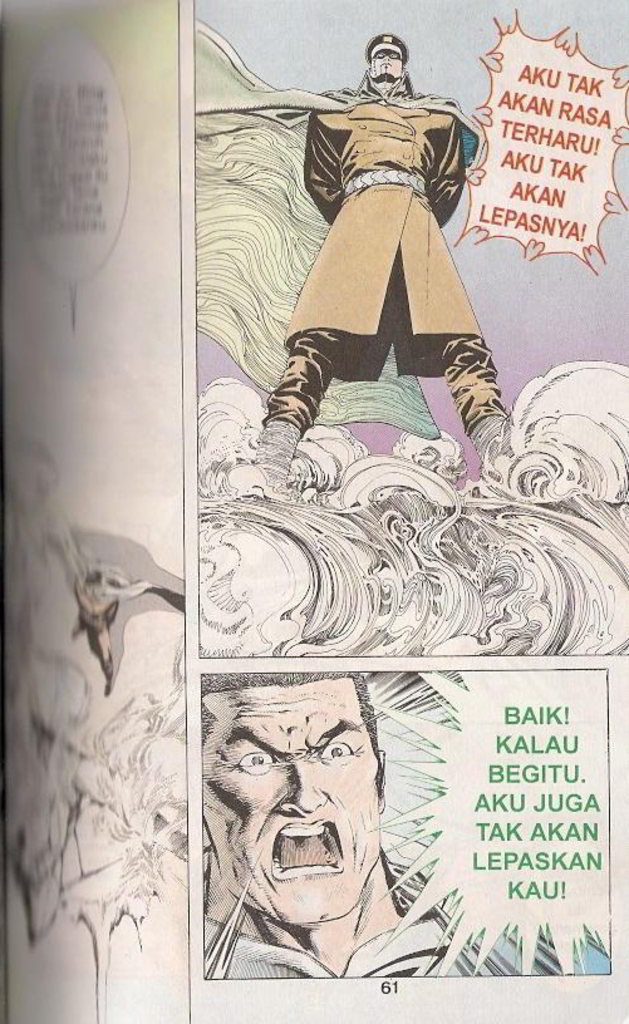 AKU TAK
AKAN RASA
TERHARU!
AKU TAK
AKAN
LEPASNYA!
BAIK!
KALAU
BEGITU.
AKU JUGA
TAK AKAN
LEPASKAN
KAU!
61